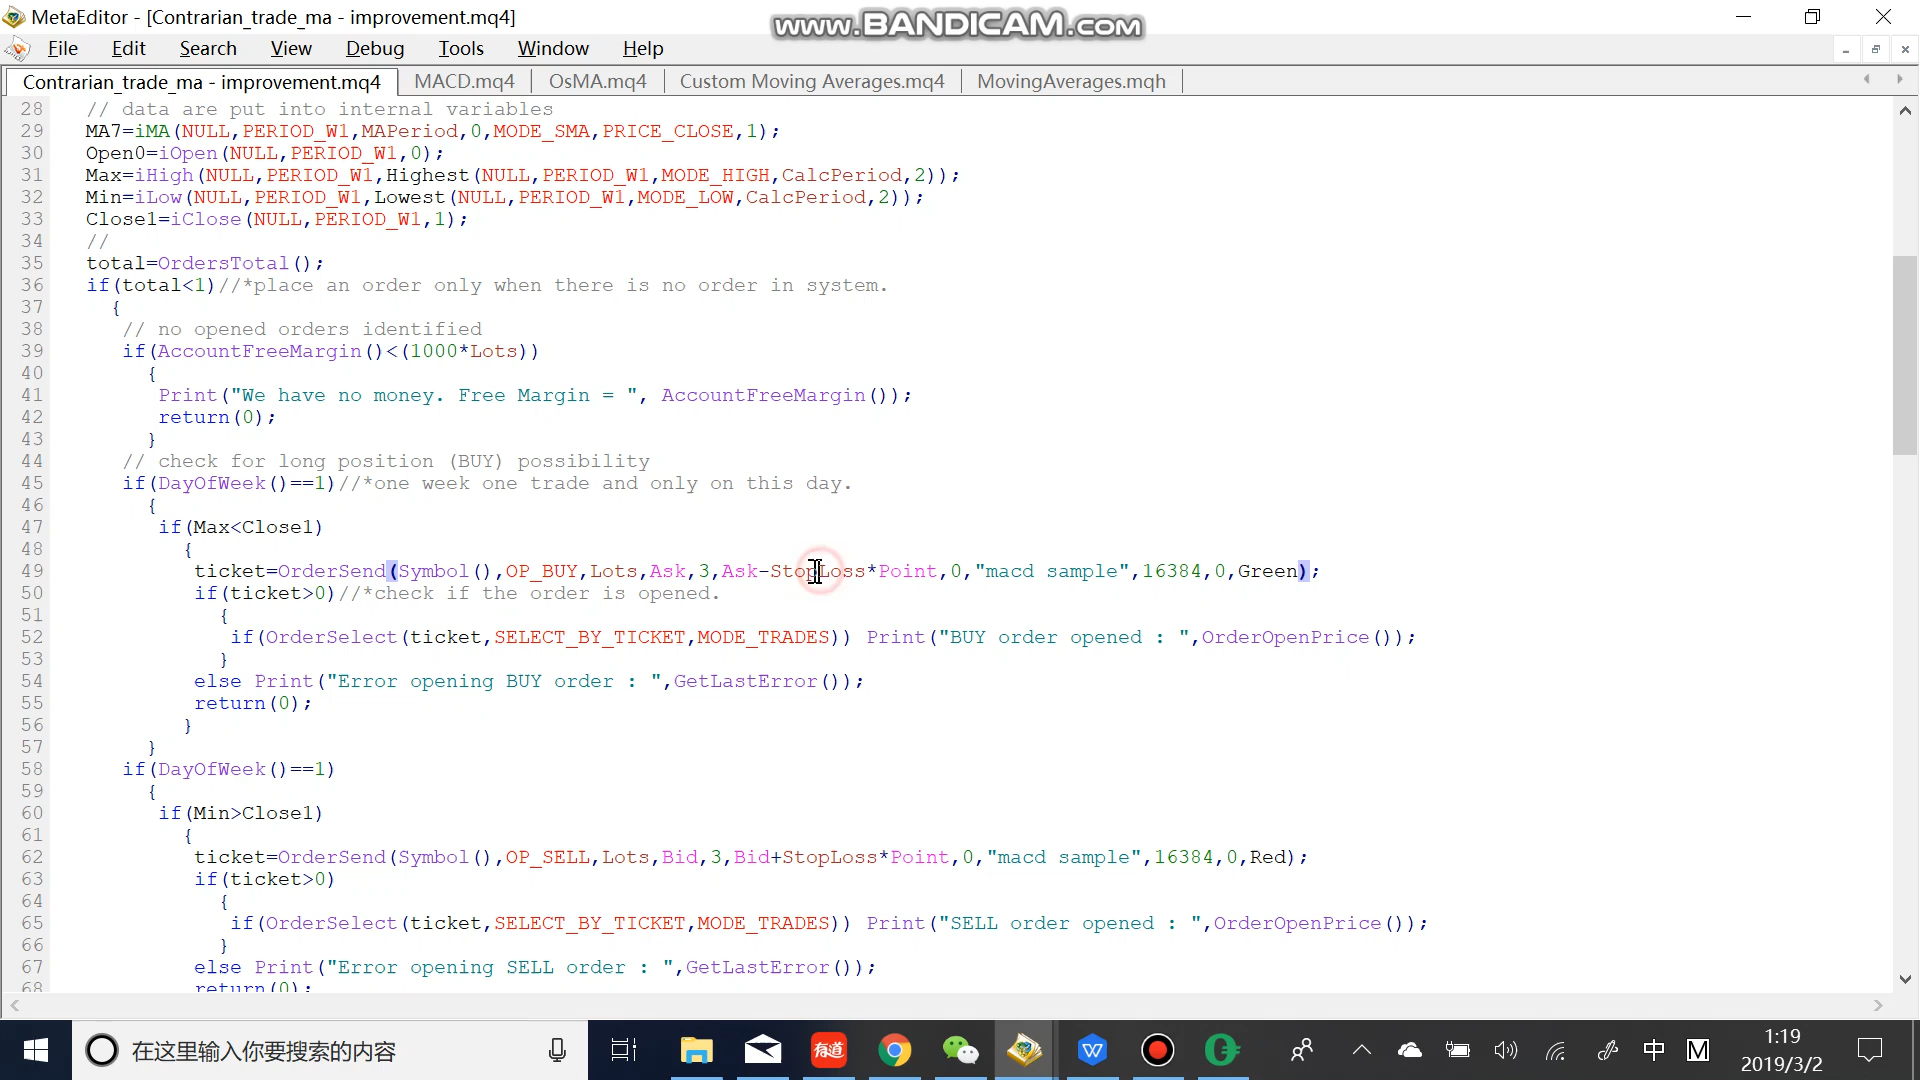 MetaEditor - [Contrarian_trade_ma - improvement.mq4]
www.BANDICAM.com
File Edit Search View Debug Tools Window Help
Contrarian_trade_ma - improvement.mq4 MACD.mq4 OsMA.mq4 Custom Moving Averages.mq4 MovingAverages.mqh
28 // data are put into internal variables
29 MA7=iMA(NULL,PERIOD_W1,MAPeriod,0,MODE_SMA,PRICE_CLOSE,1);
30 Open0=iOpen(NULL,PERIOD_W1,0);
31 Max=iHigh(NULL,PERIOD_W1,Highest(NULL,PERIOD_W1,MODE_HIGH,CalcPeriod,2));
32 Min=iLow(NULL,PERIOD_W1,Lowest(NULL,PERIOD_W1,MODE_LOW,CalcPeriod,2));
33 Close1=iClose(NULL,PERIOD_W1,1);
34 //
35 total=OrdersTotal();
36 if(total<1)//*place an order only when there is no order in system.
37 {
38 // no opened orders identified
39 if(AccountFreeMargin()<(1000*Lots))
40 {
41 Print("We have no money. Free Margin = ", AccountFreeMargin());
42 return(0);
43 }
44 // check for long position (BUY) possibility
45 if(DayOfWeek()==1)//*one week one trade and only on this day.
46 {
47 if(Max<Close1)
48 {
49 ticket=OrderSend(Symbol(),OP_BUY,Lots,Ask,3,Ask-StopLoss*Point,0,"macd sample",16384,0,Green);
50 if(ticket>0)//*check if the order is opened.
51 {
52 if(OrderSelect(ticket,SELECT_BY_TICKET,MODE_TRADES)) Print("BUY order opened : ",OrderOpenPrice());
53 }
54 else Print("Error opening BUY order : ",GetLastError());
55 return(0);
56 }
57 }
58 if(DayOfWeek()==1)
59 {
60 if(Min>Close1)
61 {
62 ticket=OrderSend(Symbol(),OP_SELL,Lots,Bid,3,Bid+StopLoss*Point,0,"macd sample",16384,0,Red);
63 if(ticket>0)
64 {
65 if(OrderSelect(ticket,SELECT_BY_TICKET,MODE_TRADES)) Print("SELL order opened : ",OrderOpenPrice());
66 }
67 else Print("Error opening SELL order : ",GetLastError());
68 return(0);
在这里输入你要搜索的内容
有道
W
中
M
1:19
2019/3/2